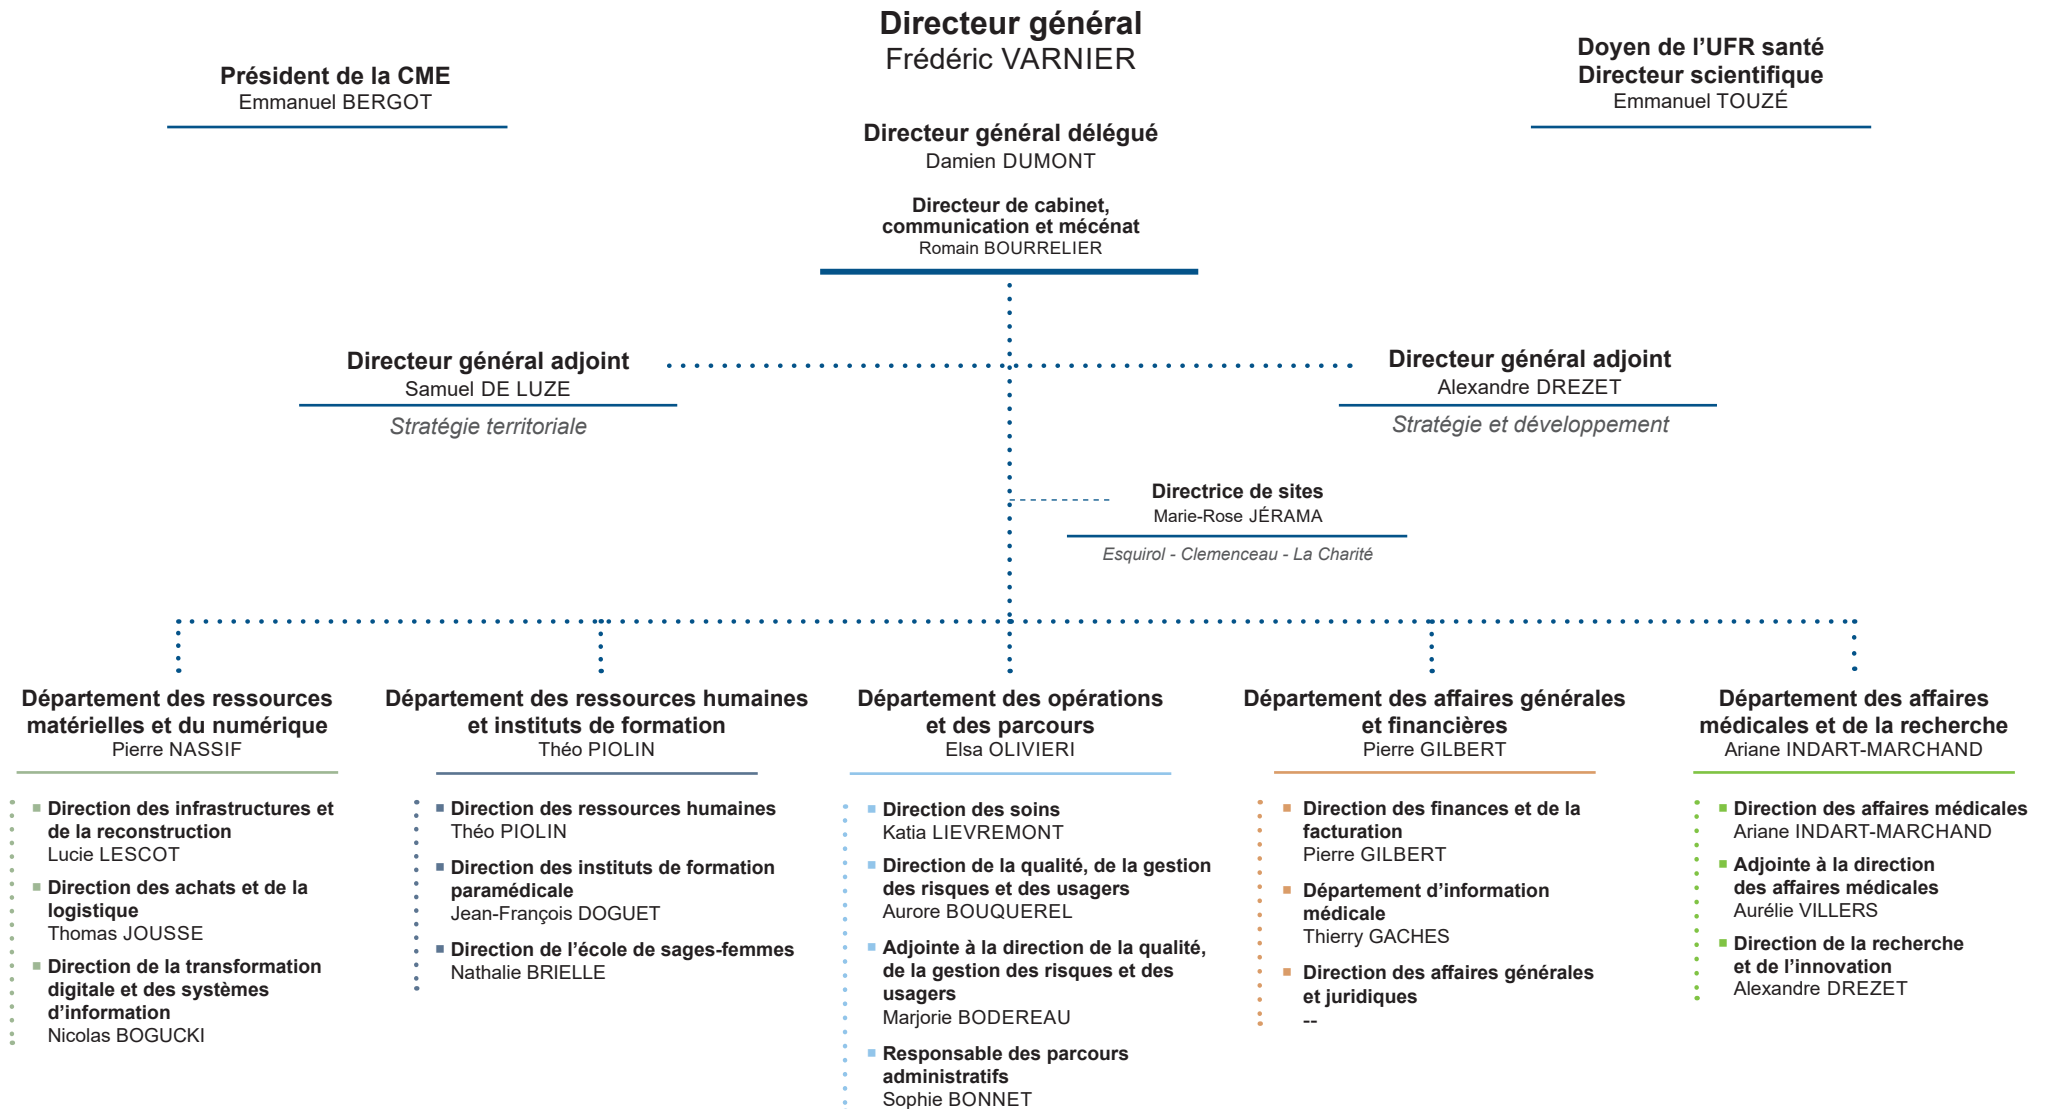 Directeur général
Frédéric VARNIER
Président de la CME
Emmanuel BERGOT
Doyen de l’UFR santé
Directeur scientifique
Emmanuel TOUZÉ
Directeur général délégué
Damien DUMONT
Directeur de cabinet,
communication et mécénat
Romain BOURRELIER
Directeur général adjoint
Samuel DE LUZE
Stratégie territoriale
Directeur général adjoint
Alexandre DREZET
Stratégie et développement
Directrice de sites
Marie-Rose JÉRAMA
Esquirol - Clemenceau - La Charité
Département des ressources
matérielles et du numérique
Pierre NASSIF
Direction des infrastructures et
de la reconstruction
Lucie LESCOT
Direction des achats et de la
logistique
Thomas JOUSSE
Direction de la transformation
digitale et des systèmes
d’information
Nicolas BOGUCKI
Département des ressources humaines
et instituts de formation
Théo PIOLIN
Direction des ressources humaines
Théo PIOLIN
Direction des instituts de formation
paramédicale
Jean-François DOGUET
Direction de l’école de sages-femmes
Nathalie BRIELLE
Département des opérations
et des parcours
Elsa OLIVIERI
Direction des soins
Katia LIEVREMONT
Direction de la qualité, de la gestion
des risques et des usagers
Aurore BOUQUEREL
Adjointe à la direction de la qualité,
de la gestion des risques et des
usagers
Marjorie BODEREAU
Responsable des parcours
administratifs
Sophie BONNET
Département des affaires générales
et financières
Pierre GILBERT
Direction des finances et de la
facturation
Pierre GILBERT
Département d’information
médicale
Thierry GACHES
Direction des affaires générales
et juridiques
--
Département des affaires
médicales et de la recherche
Ariane INDART-MARCHAND
Direction des affaires médicales
Ariane INDART-MARCHAND
Adjointe à la direction
des affaires médicales
Aurélie VILLERS
Direction de la recherche
et de l’innovation
Alexandre DREZET